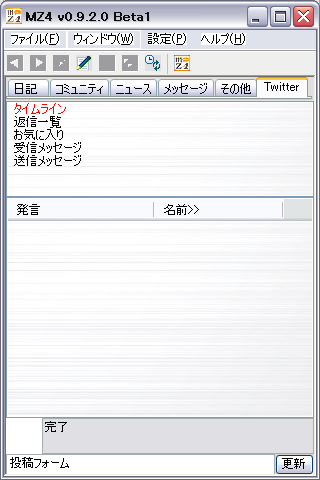 MZ4 v0.9.2.0 Beta1
ファイル(F) ウィンドウ(W) 設定(P) ヘルプ(H)
日記 コミュニティ ニュース メッセージ その他 Twitter
タイムライン
返信一覧
お気に入り
受信メッセージ
送信メッセージ
発言 名前>>
完了
投稿フォーム 更新